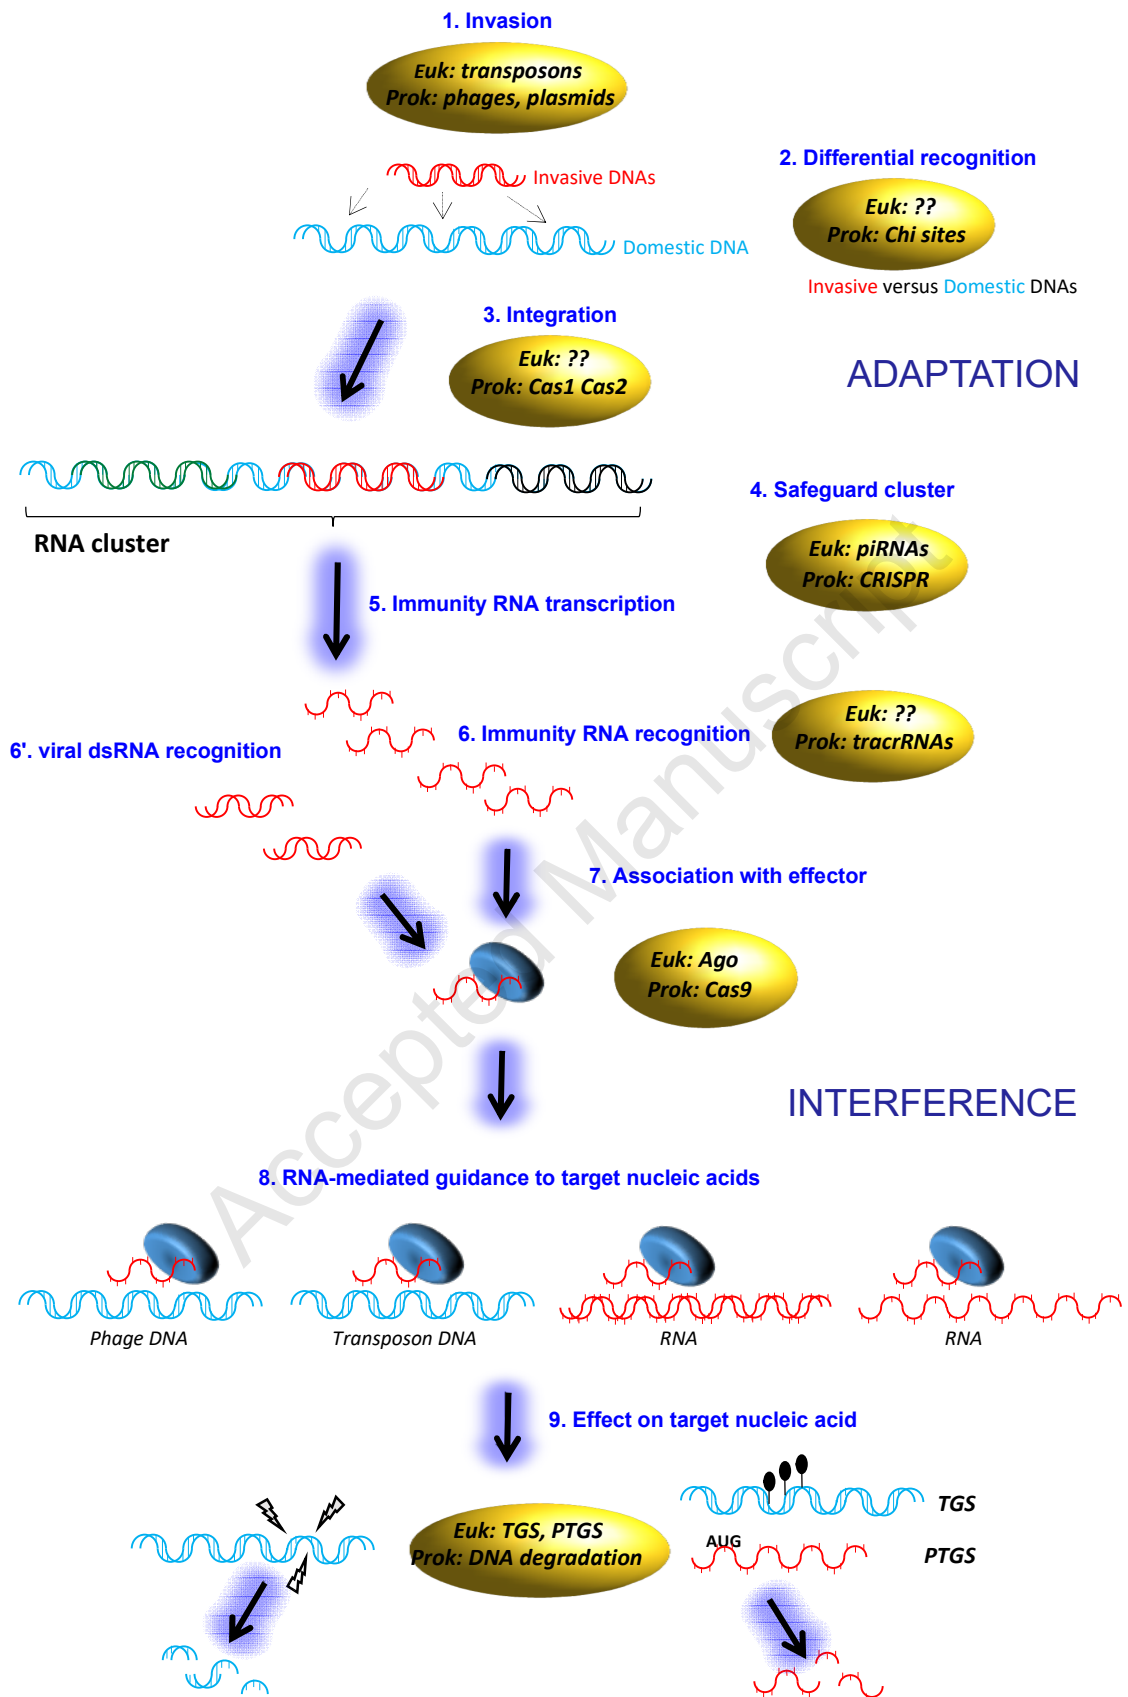 1. Invasion
Euk: transposons
Prok: phages, plasmids
Invasive DNAs
Domestic DNA
2. Differential recognition
Euk: ??
Prok: Chi sites
Invasive versus Domestic DNAs
3. Integration
Euk: ??
Prok: Cas1 Cas2
ADAPTATION
RNA cluster
4. Safeguard cluster
Euk: piRNAs
Prok: CRISPR
5. Immunity RNA transcription
6'. viral dsRNA recognition
6. Immunity RNA recognition
Euk: ??
Prok: tracrRNAs
7. Association with effector
Euk: Ago
Prok: Cas9
INTERFERENCE
8. RNA-mediated guidance to target nucleic acids
Phage DNA
Transposon DNA
RNA
RNA
9. Effect on target nucleic acid
Euk: TGS, PTGS
Prok: DNA degradation
TGS
AUG
PTGS
Accepted Manuscript